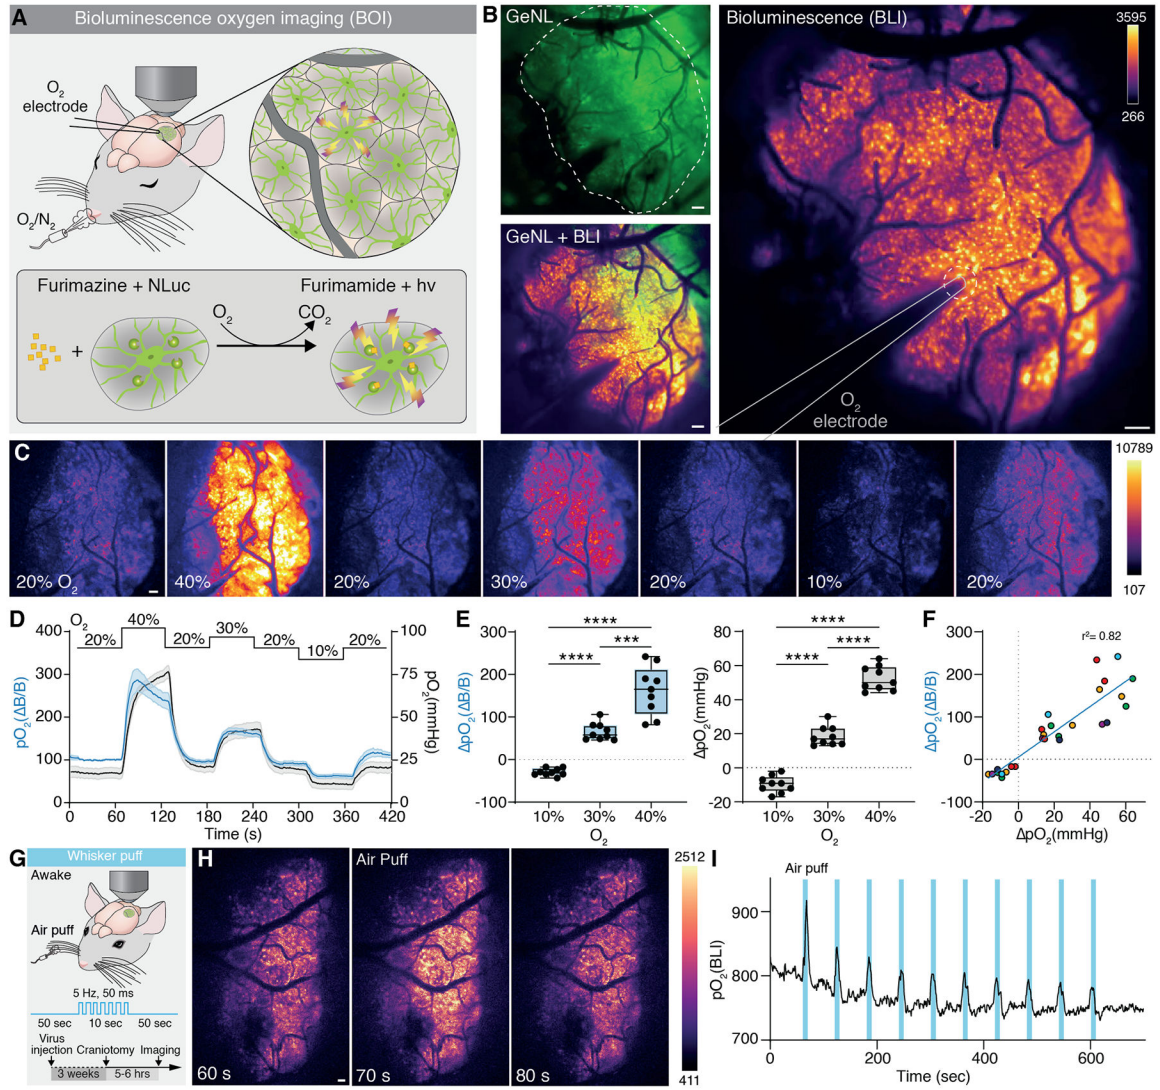 A
Bioluminescence oxygen imaging (BOI)
O2
electrode
O2/N2
Furimazine + NLuc
Furimamide + hv
O2
CO2
+
B
GeNL
GeNL + BLI
Bioluminescence (BLI)
3595
266
O2
electrode
C
20% O2
40%
20%
30%
20%
10%
20%
10789
107
D
O2
20%
40%
20%
30%
20%
10%
20%
400
300
200
100
0
pO2(ΔB/B)
100
75
50
25
0
pO2(mmHg)
0
60
120
180
240
300
360
420
Time (s)
E
****
****
***
300
200
100
0
-100
ΔpO2(ΔB/B)
10%
30%
40%
O2
****
****
****
80
60
40
20
0
-20
ΔpO2(mmHg)
10%
30%
40%
O2
F
r²= 0.82
300
200
100
0
-100
ΔpO2(ΔB/B)
-20
0
20
40
60
ΔpO2(mmHg)
G
Whisker puff
Awake
Air puff
5 Hz, 50 ms
50 sec
10 sec
50 sec
Virus
injection
Craniotomy
Imaging
3 weeks
5-6 hrs
H
60 s
Air Puff
70 s
80 s
2512
411
I
Air puff
900
800
700
pO2(BLI)
0
200
400
600
Time (sec)